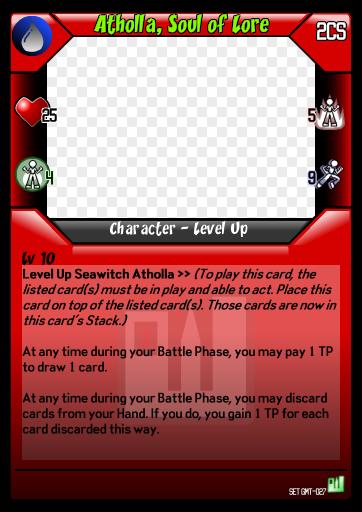 Atholla, Soul of Lore
2CS
25
5
4
9
Character - Level Up
Lv 10
Level Up Seawitch Atholla >> (To play this card, the
listed card(s) must be in play and able to act. Place this
card on top of the listed card(s). Those cards are now in
this card's Stack.)
At any time during your Battle Phase, you may pay 1 TP
to draw 1 card.
At any time during your Battle Phase, you may discard
cards from your Hand. If you do, you gain 1 TP for each
card discarded this way.
SET GMT-027